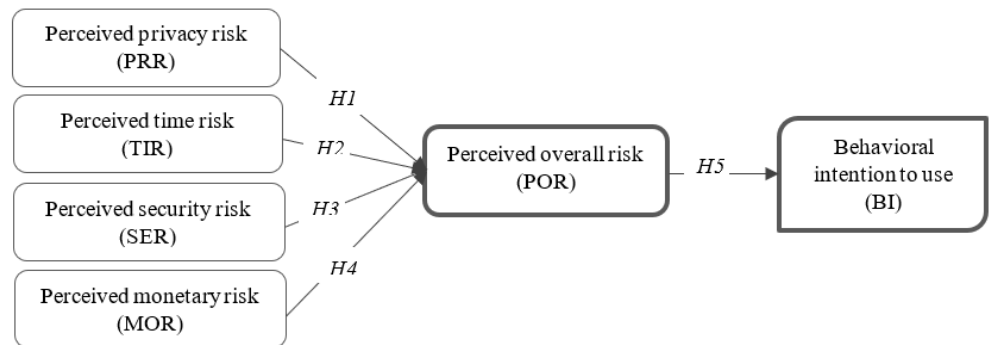 Perceived privacy risk
(PRR)
H1
Perceived time risk
(TIR)
H2
Perceived security risk
(SER)
H3
Perceived monetary risk
(MOR)
H4
Perceived overall risk
(POR)
H5
Behavioral
intention to use
(BI)